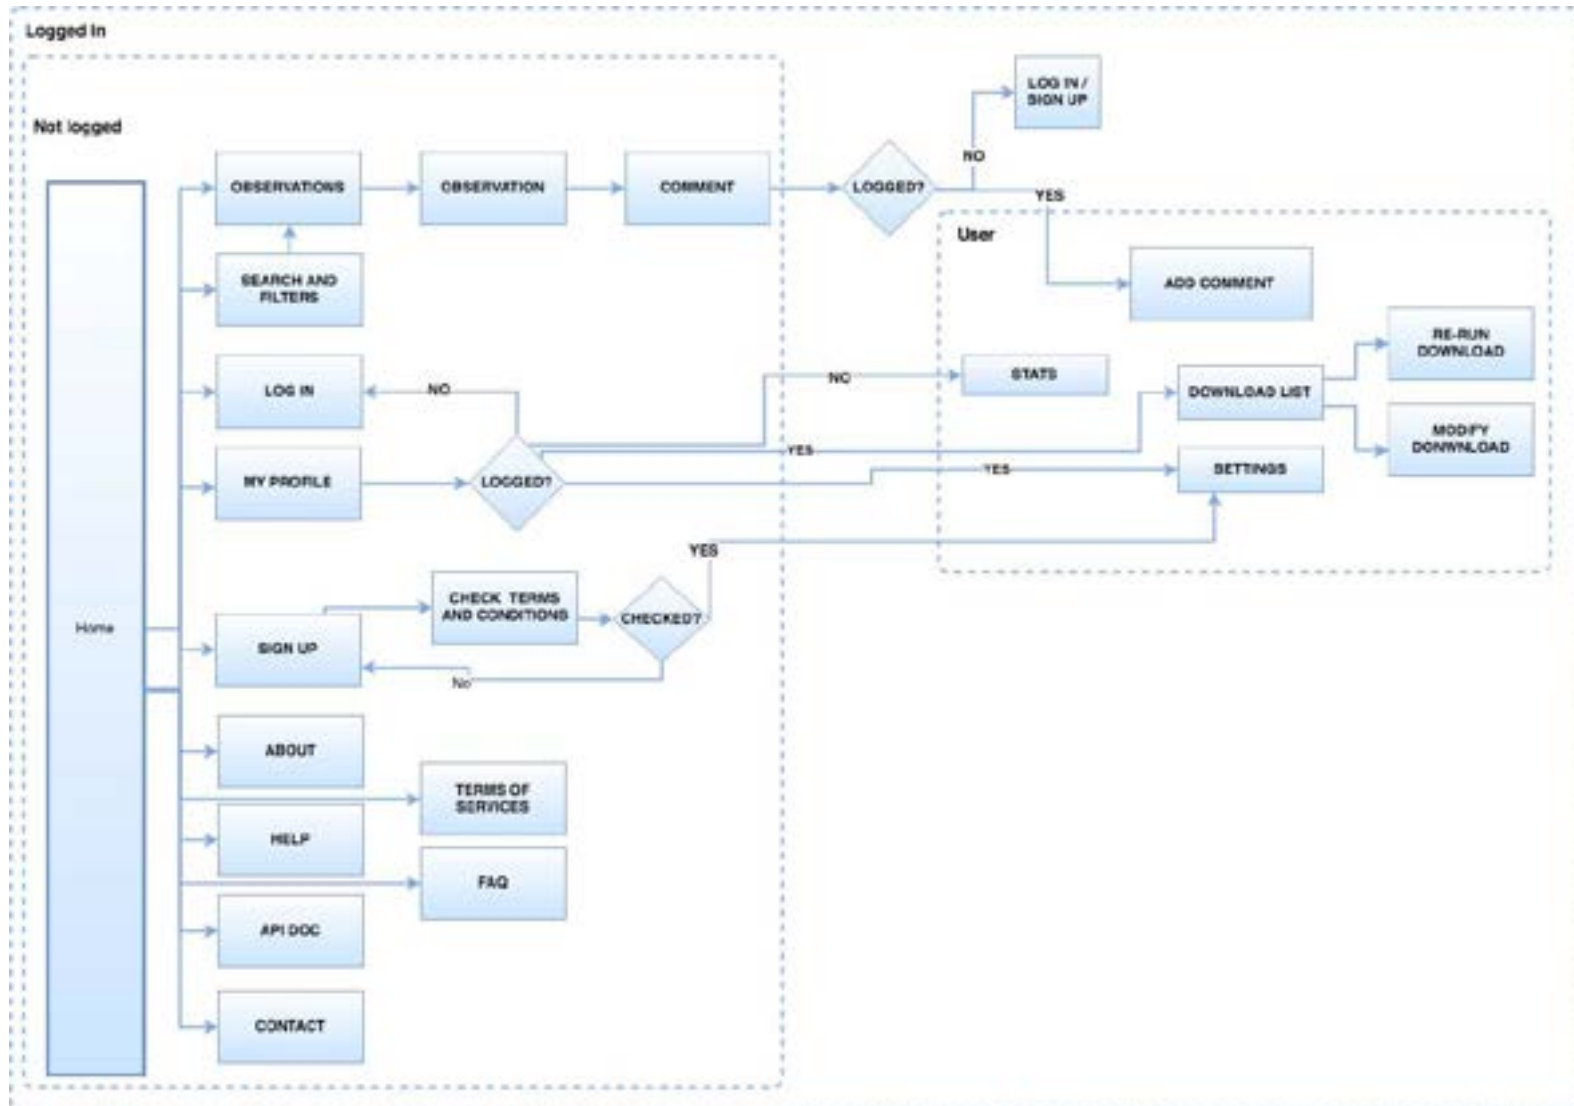 Logged In
Not logged
LOG IN /
SIGN UP
NO
OBSERVATIONS
OBSERVATION
COMMENT
LOGGED?
YES
User
SEARCH AND
FILTERS
ADD COMMENT
RE-RUN
DOWNLOAD
LOG IN
NO
NO
STATS
DOWNLOAD LIST
MODIFY
DONWNLOAD
MY PROFILE
LOGGED?
YES
YES
SETTINGS
YES
Home
SIGN UP
CHECK TERMS
AND CONDITIONS
CHECKED?
No
ABOUT
TERMS OF
SERVICES
HELP
FAQ
API DOC
CONTACT